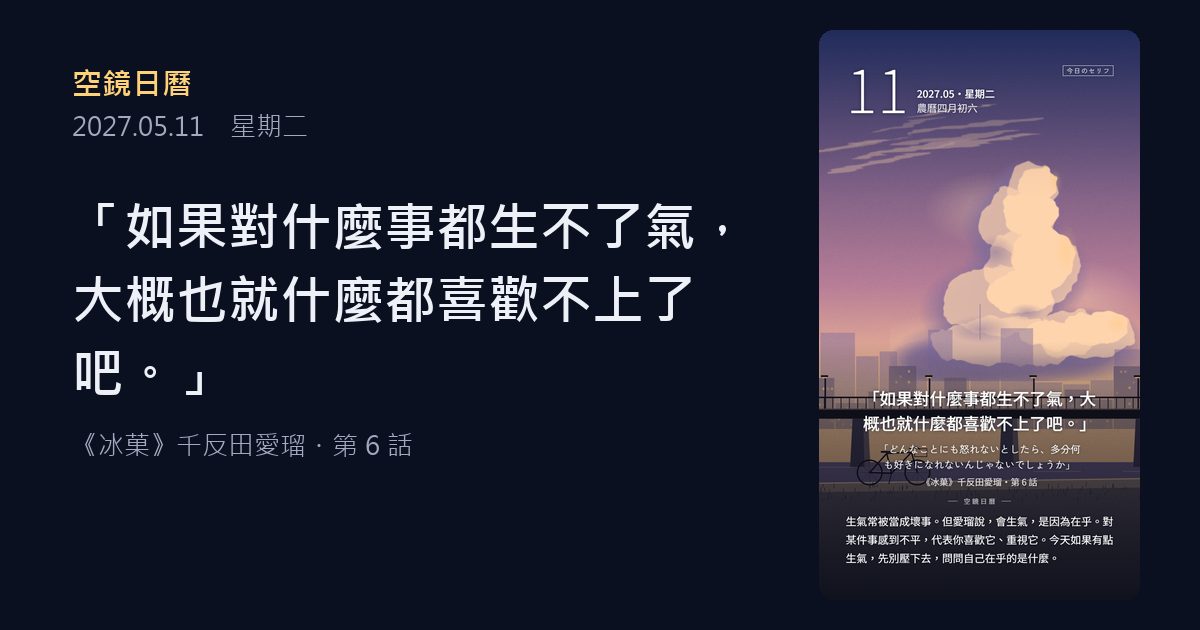 空鏡日曆
2027.05.11 星期二
「如果對什麼事都生不了氣，
大概也就什麼都喜歡不上了
吧。」
《冰菓》千反田愛瑠．第 6 話
今日のセリフ
11
2027.05・星期二
農曆四月初六
「如果對什麼事都生不了氣，大
概也就什麼都喜歡不上了吧。」
「どんなことにも怒れないとしたら、多分何
も好きになれないんじゃないでしょうか」
《冰菓》千反田愛瑠・第 6 話
— 空鏡日曆 —
生氣常被當成壞事。但愛瑠說，會生氣，是因為在乎。對
某件事感到不平，代表你喜歡它、重視它。今天如果有點
生氣，先別壓下去，問問自己在乎的是什麼。